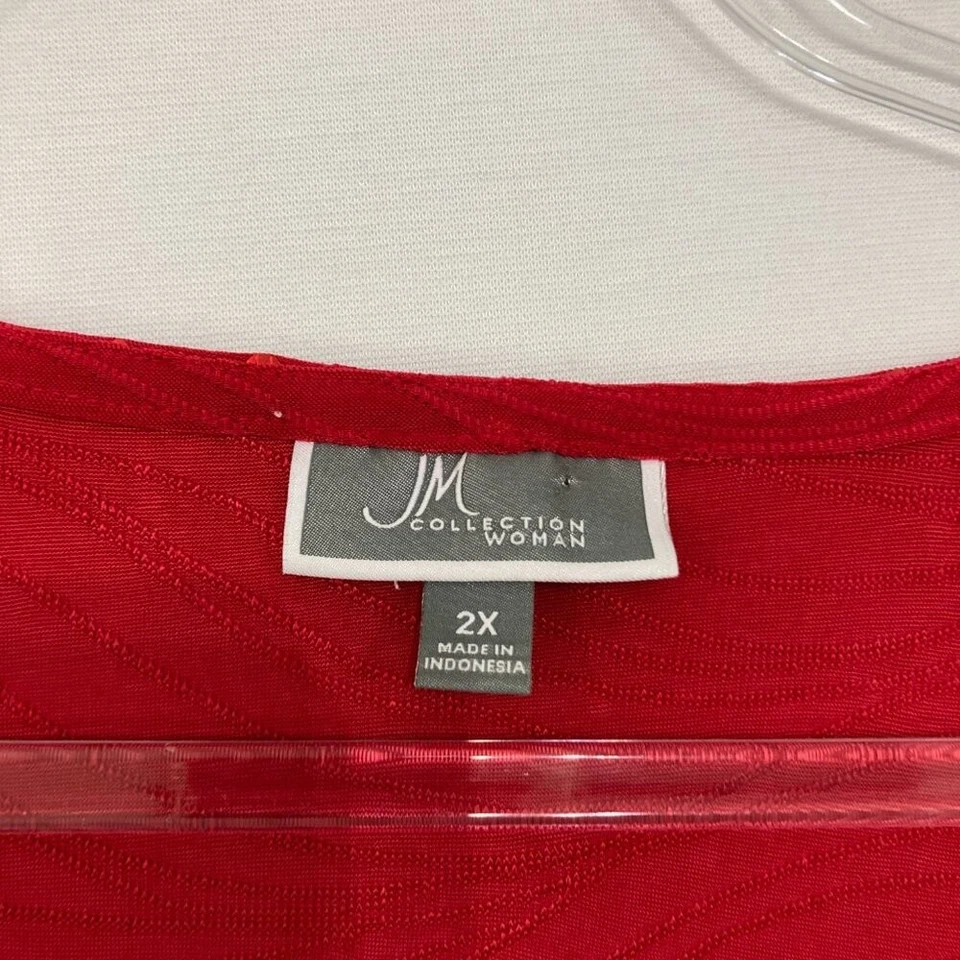 JM
COLLECTION
WOMAN
2X
MADE IN
INDONESIA